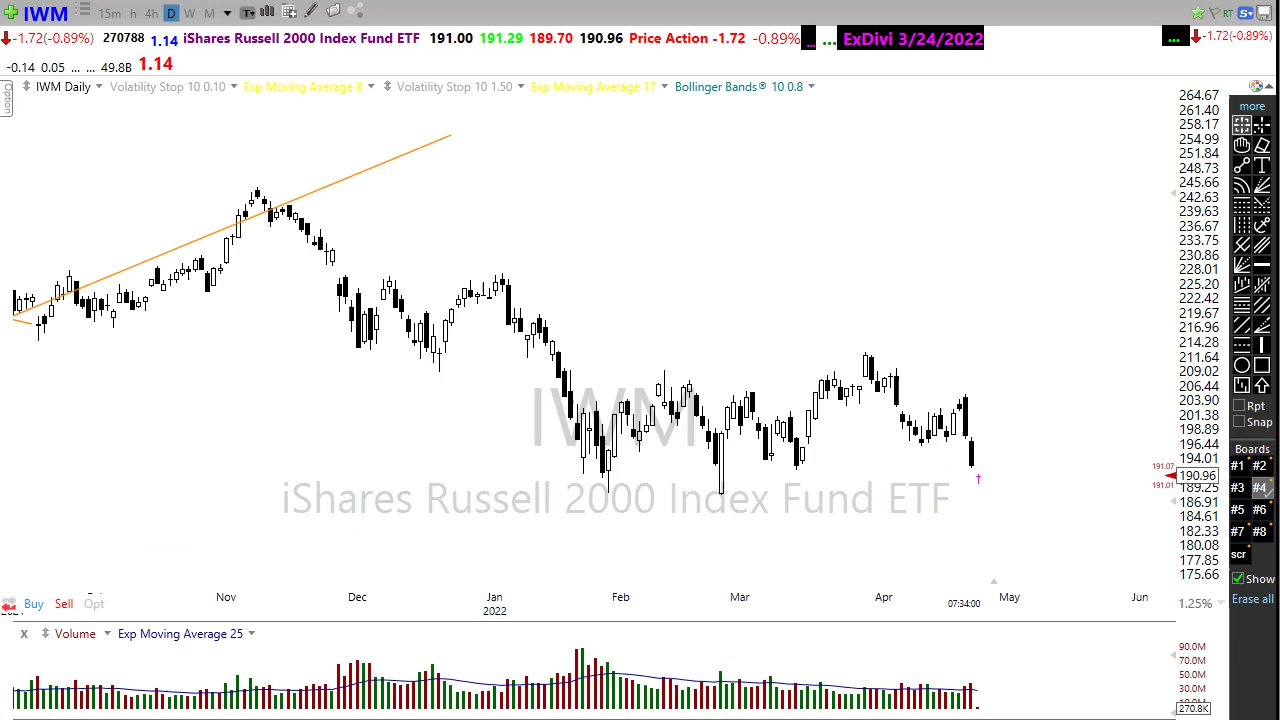 IWM 15m h 4h D W M T RT S
-1.72(-0.89%) 270788 1.14 iShares Russell 2000 Index Fund ETF 191.00 191.29 189.70 190.96 Price Action -1.72 -0.89% ... ... ExDivi 3/24/2022 ... -1.72(-0.89%)
-0.14 0.05 ... ... 49.8B 1.14
Option
IWM Daily Volatility Stop 10 0.10 Exp Moving Average 8 Volatility Stop 10 1.50 Exp Moving Average 17 Bollinger Bands® 10 0.8
264.67
261.40
258.17
254.99
251.84
248.73
245.66
242.63
239.63
236.67
233.75
230.86
228.01
225.20
222.42
219.67
216.96
214.28
211.64
209.02
206.44
203.90
201.38
198.89
196.44
194.01
191.07
190.96
191.01
189.25
186.91
184.61
182.33
180.08
177.85
175.66
1.25%
IWM
iShares Russell 2000 Index Fund ETF
Nov Dec Jan Feb Mar Apr May Jun
2022
07:34:00
Buy Sell Opt
X Volume Exp Moving Average 25
90.0M
70.0M
50.0M
30.0M
270.8K
more
T
Rpt
Snap
Boards
#1 #2
#3 #4
#5 #6
#7 #8
scr
Show
Erase all